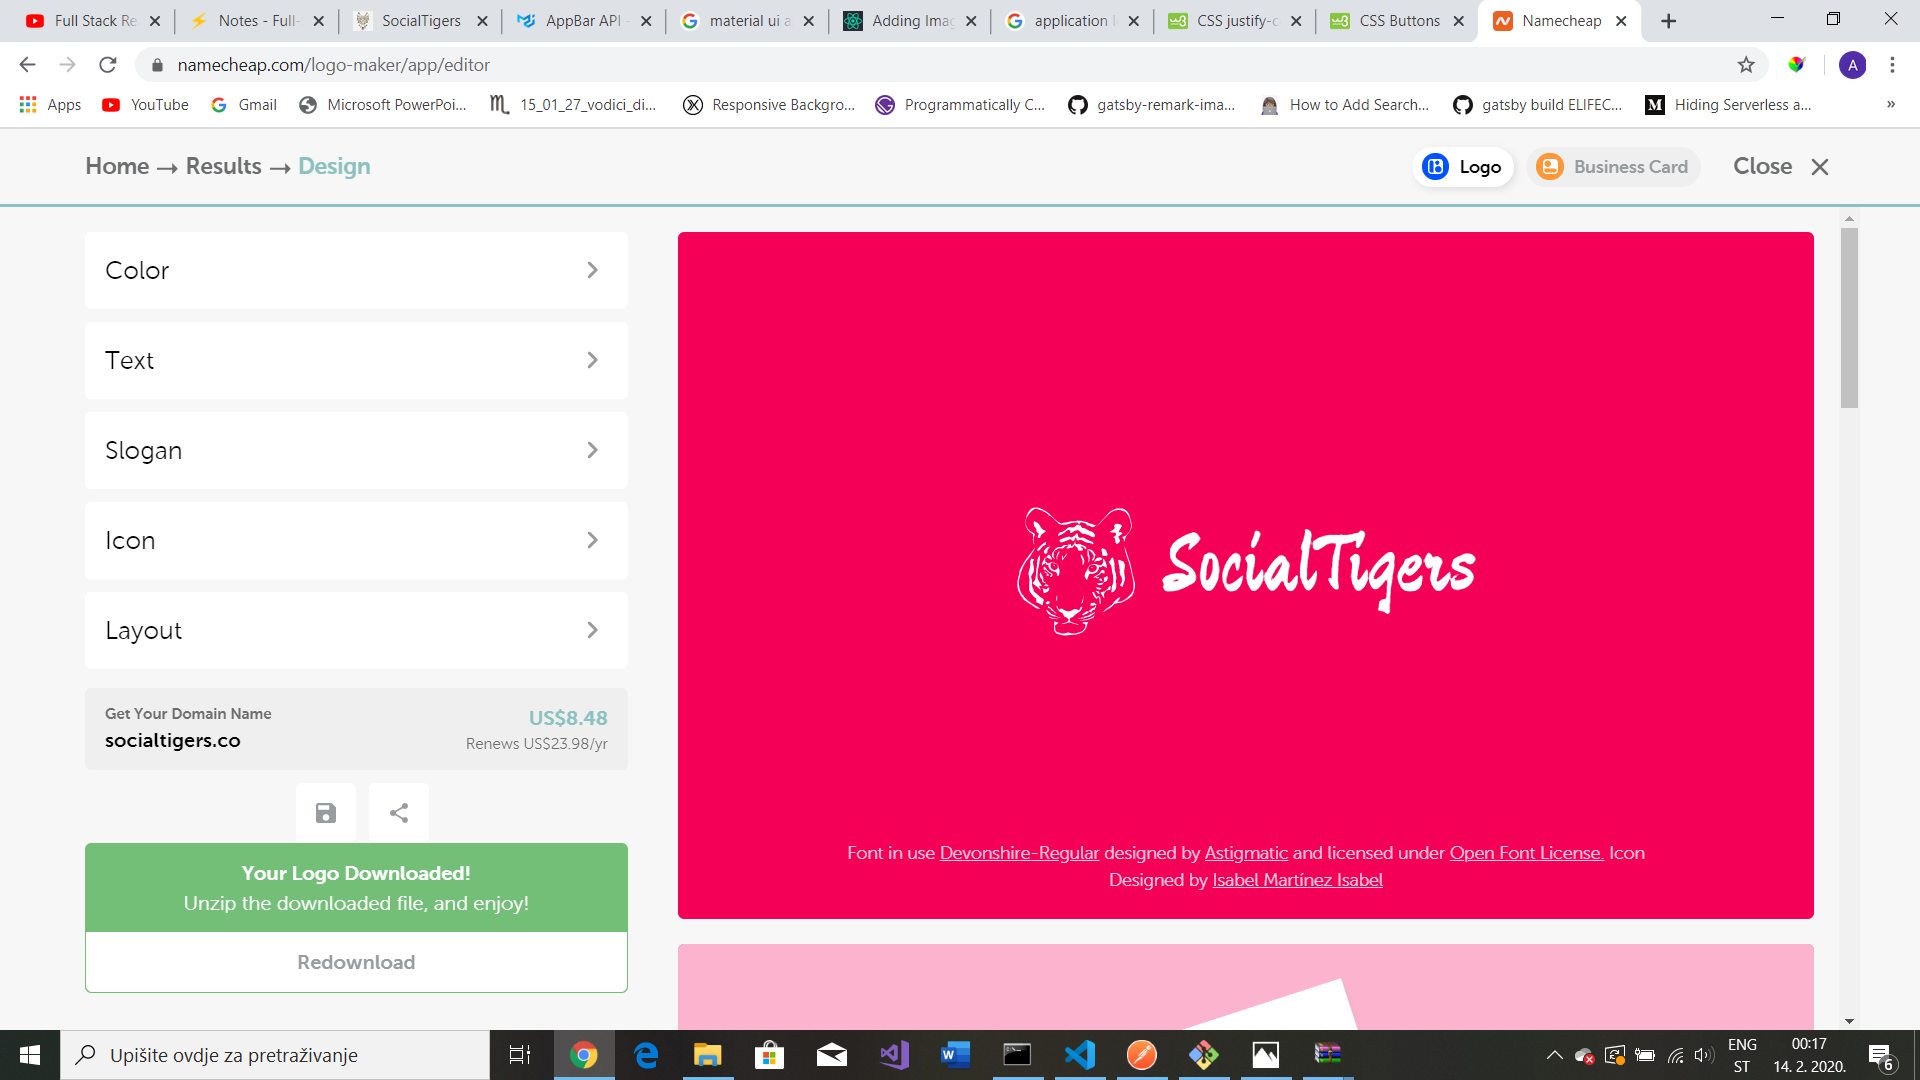 Full Stack Re
Notes - Full-
SocialTigers
AppBar API -
material ui a
Adding Imag
application l
CSS justify-c
CSS Buttons
Namecheap
namecheap.com/logo-maker/app/editor
A
Apps
YouTube
Gmail
Microsoft PowerPoi...
15_01_27_vodici_di...
Responsive Backgro...
Programmatically C...
gatsby-remark-ima...
How to Add Search...
gatsby build ELIFEC...
Hiding Serverless a...
»
Home → Results → Design
Logo
Business Card
Close
Color
Text
Slogan
Icon
Layout
Get Your Domain Name
US$8.48
socialtigers.co
Renews US$23.98/yr
Your Logo Downloaded!
Unzip the downloaded file, and enjoy!
Redownload
SocialTigers
Font in use Devonshire-Regular designed by Astigmatic and licensed under Open Font License. Icon
Designed by Isabel Martínez Isabel
Upišite ovdje za pretraživanje
ENG
ST
00:17
14. 2. 2020.
6